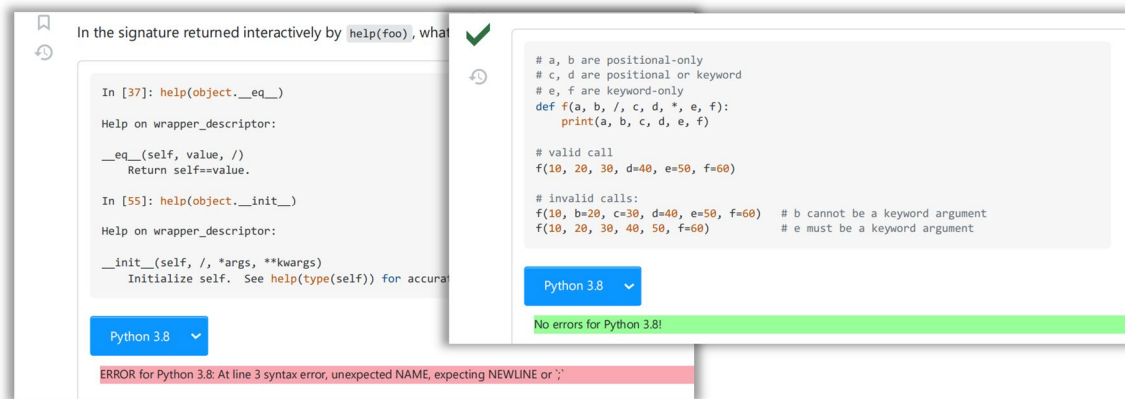 In the signature returned interactively by help(foo), what
In [37]: help(object.__eq__)
Help on wrapper_descriptor:
__eq__(self, value, /)
Return self==value.
In [55]: help(object.__init__)
Help on wrapper_descriptor:
__init__(self, /, *args, **kwargs)
Initialize self. See help(type(self)) for
Python 3.8
ERROR for Python 3.8: At line 3 syntax error, unexpected NAME, expecting NEWLINE or `;`
# a, b are positional-only
# c, d are positional or keyword
# e, f are keyword-only
def f(a, b, /, c, d, *, e, f):
print(a, b, c, d, e, f)
# valid call
f(10, 20, 30, d=40, e=50, f=60)
# invalid calls:
f(10, b=20, c=30, d=40, e=50, f=60) # b cannot be a keyword argument
f(10, 20, 30, 40, 50, f=60) # e must be a keyword argument
Python 3.8
No errors for Python 3.8!